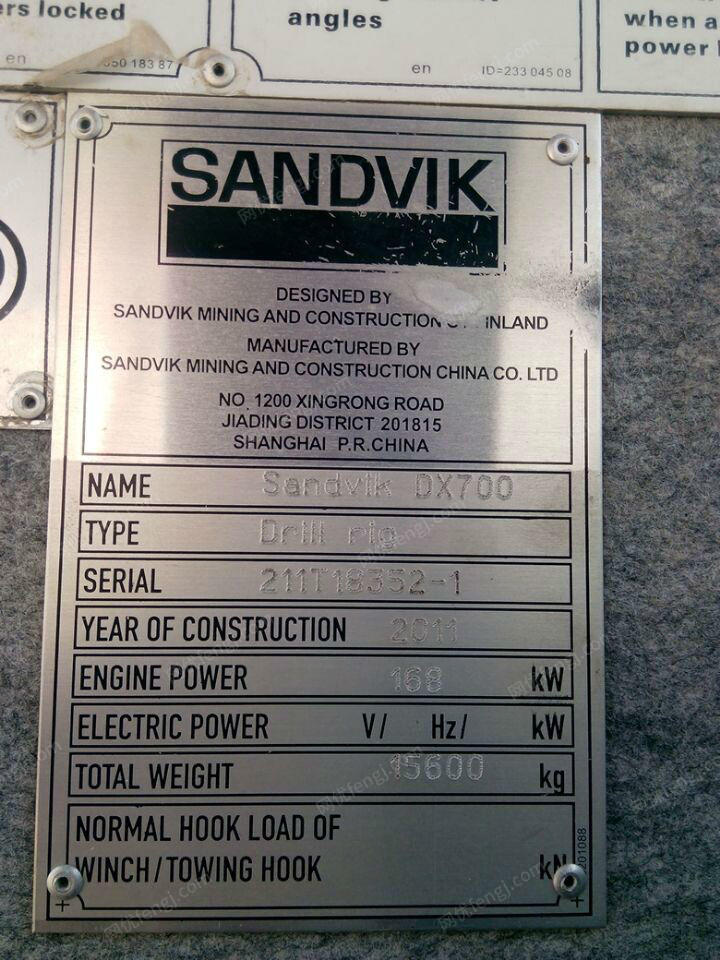 ers locked
en
650 183 87
angles
en ID=233 045 08
when a
power
SANDVIK
DESIGNED BY
SANDVIK MINING AND CONSTRUCTION INLAND
MANUFACTURED BY
SANDVIK MINING AND CONSTRUCTION CHINA CO. LTD
NO. 1200 XINGRONG ROAD
JIADING DISTRICT 201815
SHANGHAI P.R.CHINA
NAME Sandvik DX700
TYPE Drill rig
SERIAL 211T18352-1
YEAR OF CONSTRUCTION 2011
ENGINE POWER 168 kW
ELECTRIC POWER V/ Hz/ kW
TOTAL WEIGHT 15600 kg
NORMAL HOOK LOAD OF
WINCH/TOWING HOOK kN